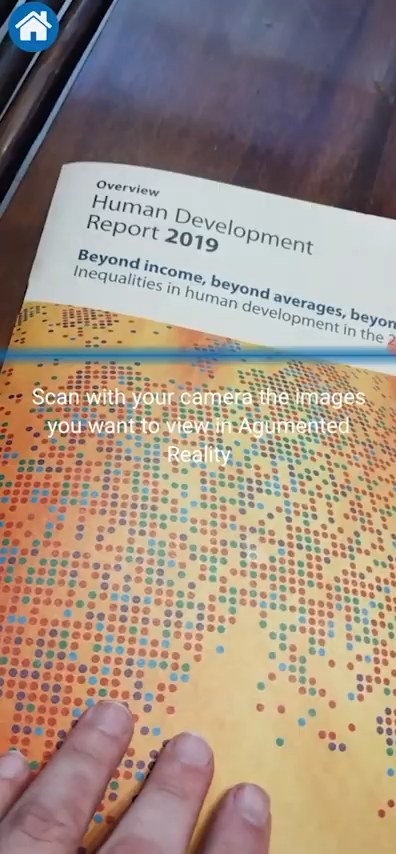 Overview
Human Development
Report 2019
Beyond income, beyond averages, beyon
Inequalities in human development in the 2
Scan with your camera the images
you want to view in Agumented
Reality